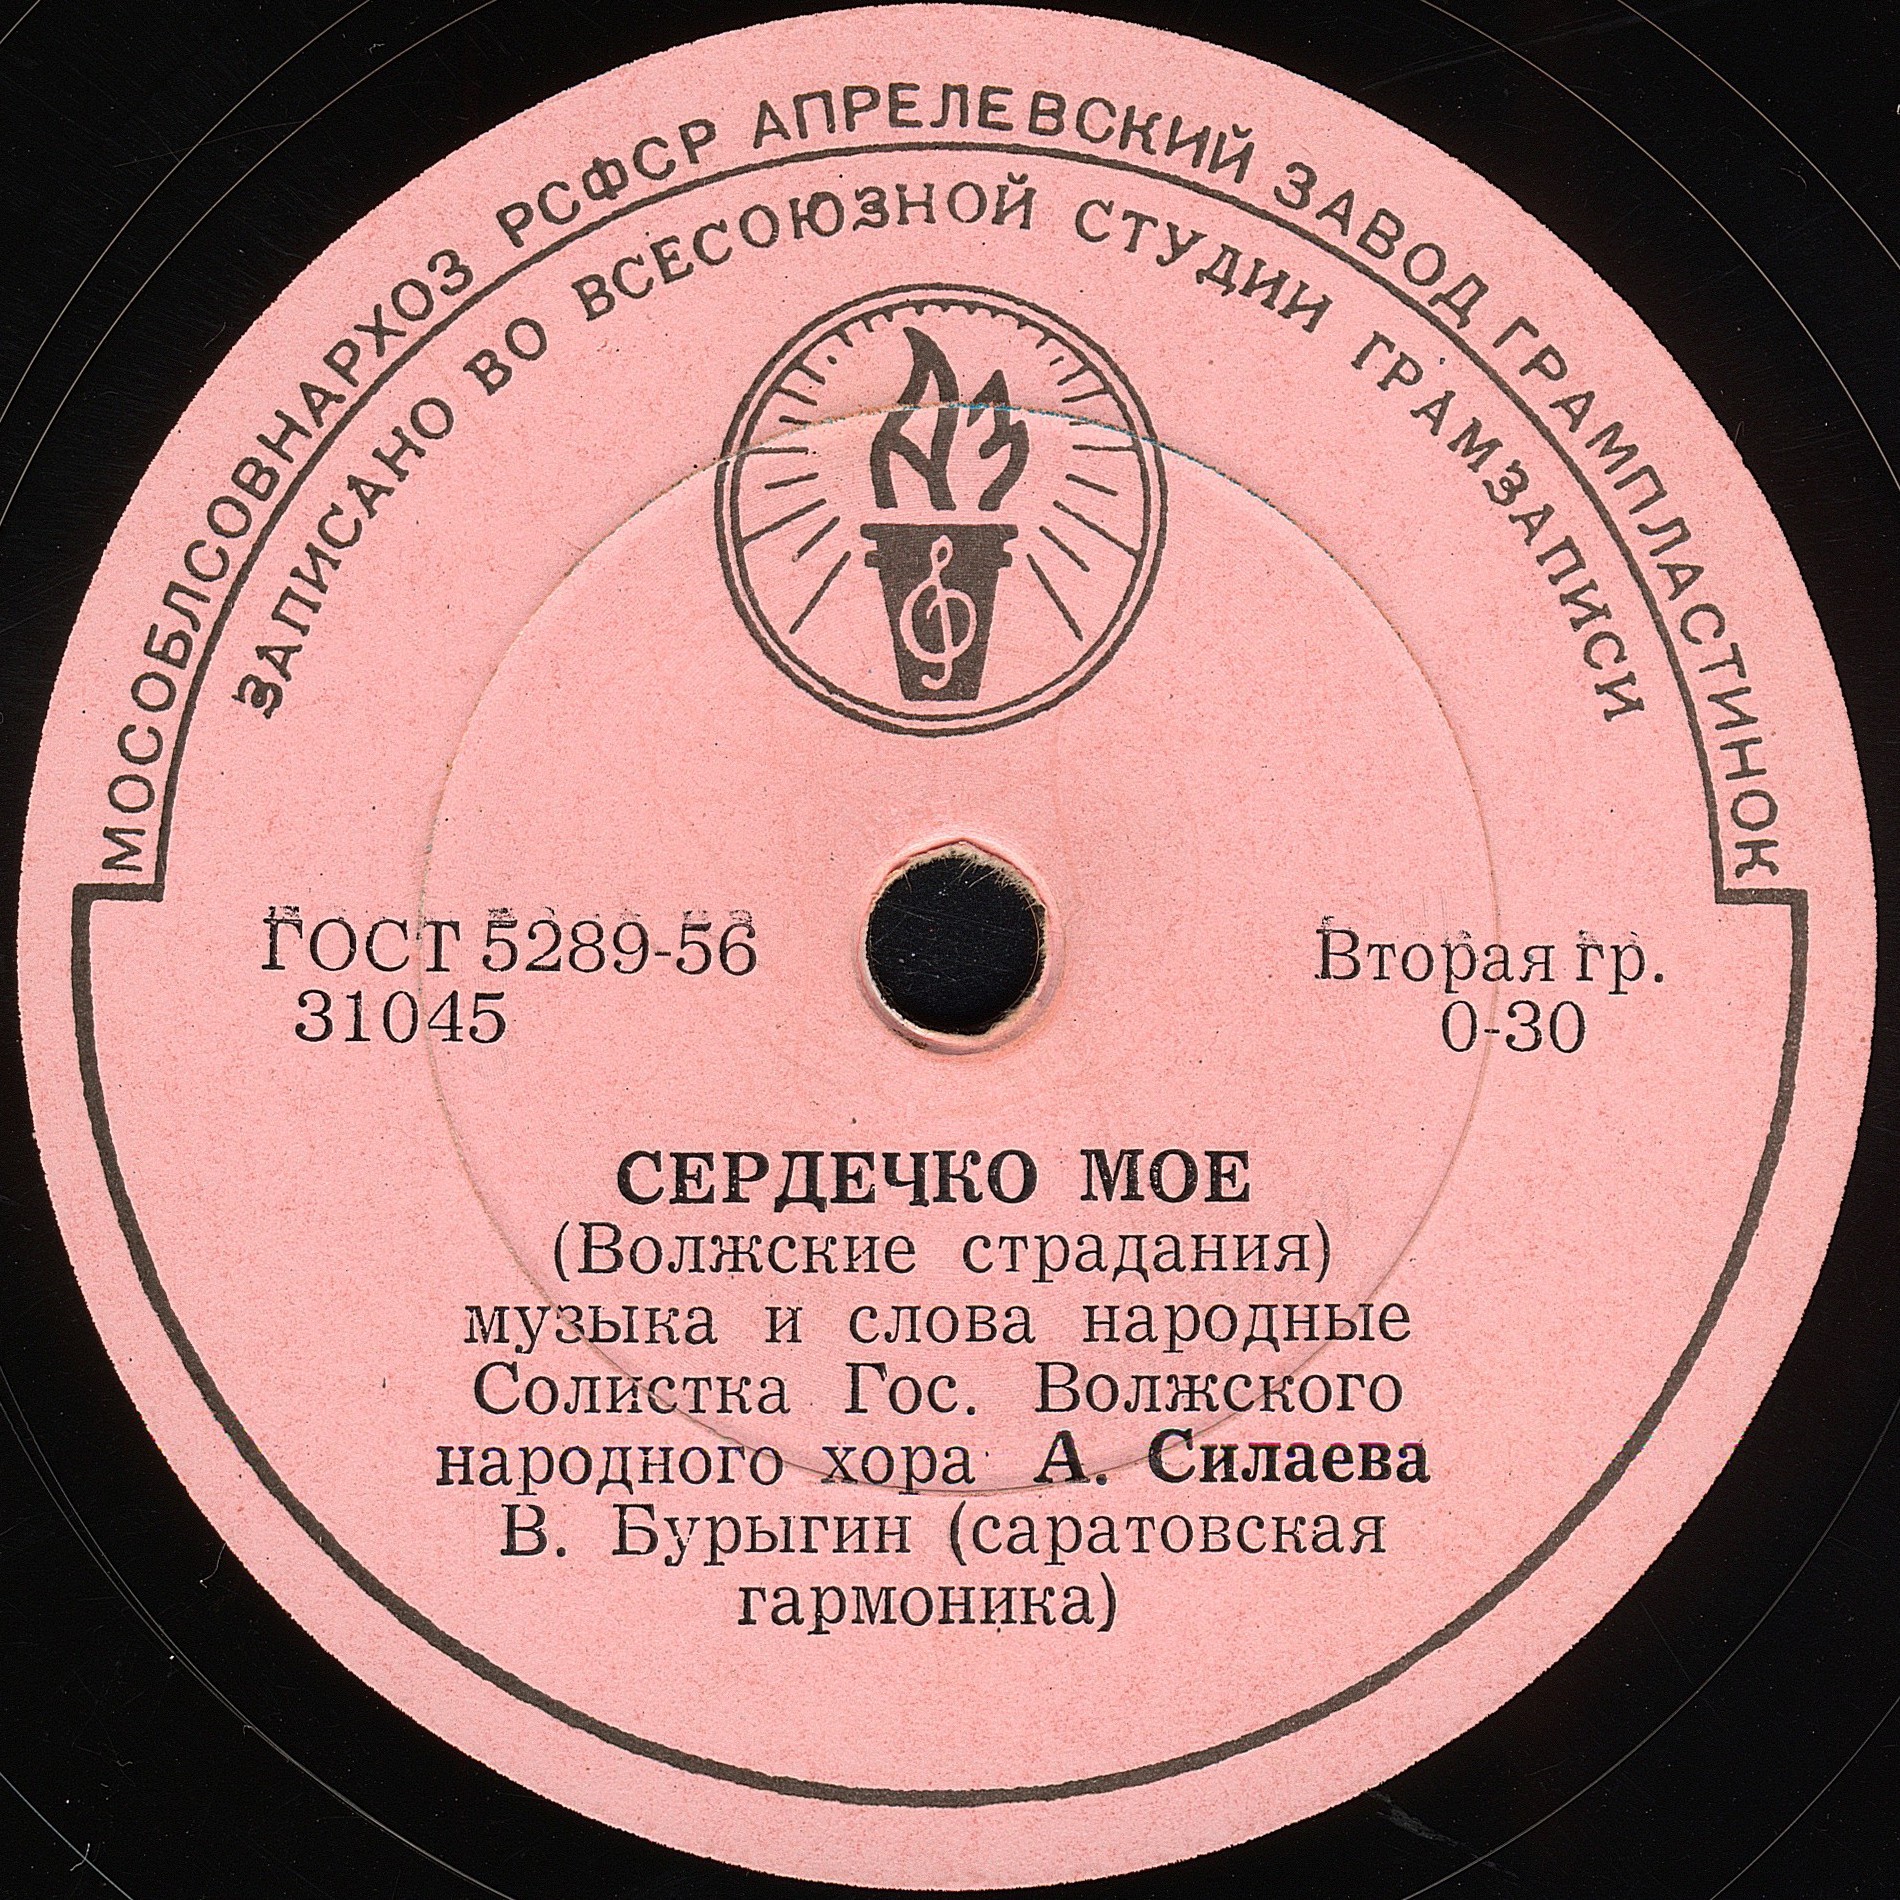 МОСОБЛСОВНАРХОЗ РСФСР АПРЕЛЕВСКИЙ ЗАВОД ГРАМПЛАСТИНОК
ЗАПИСАНО ВО ВСЕСОЮЗНОЙ СТУДИИ ГРАМЗАПИСИ
АЗ
ГОСТ 5289-56
31045
Вторая гр.
0-30
СЕРДЕЧКО МОЕ
(Волжские страдания)
музыка и слова народные
Солистка Гос. Волжского
народного хора А. Силаева
В. Бурыгин (саратовская
гармоника)